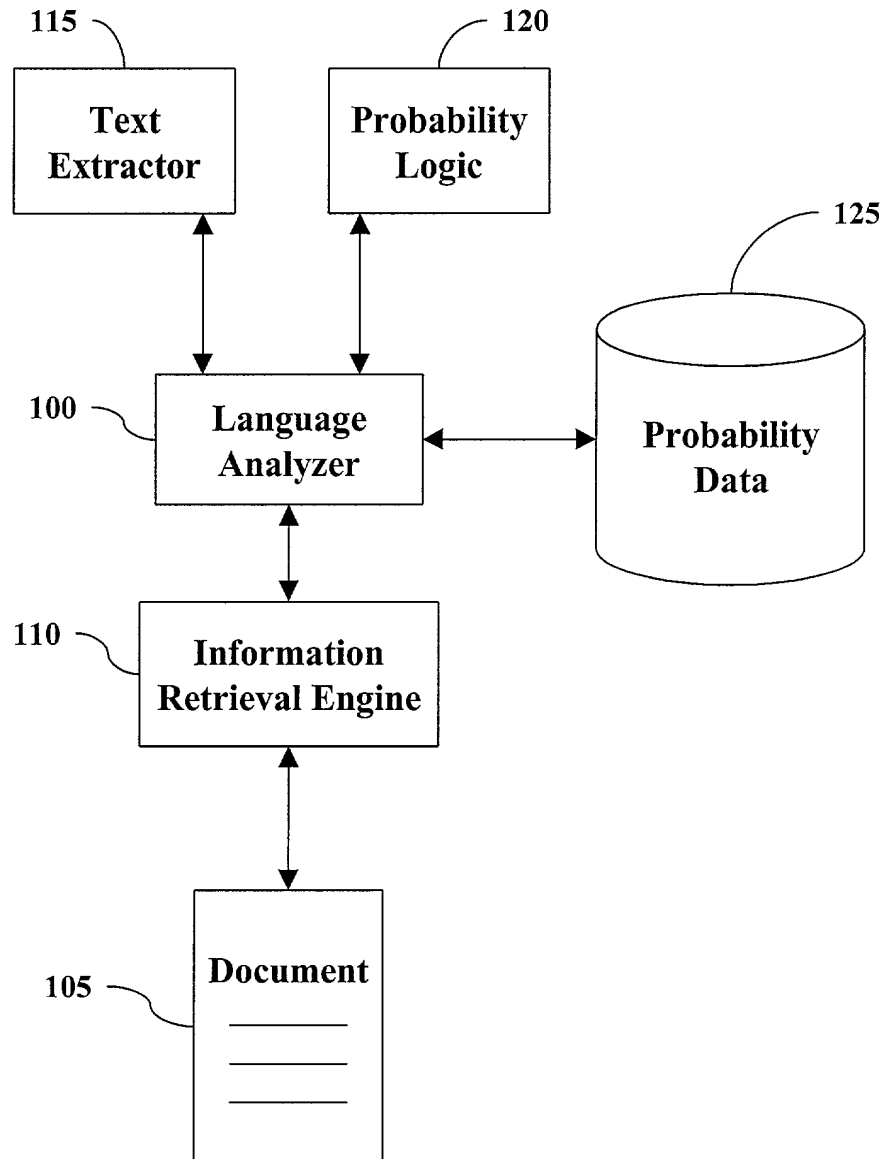 115
120
Text
Extractor
Probability
Logic
125
100
Language
Analyzer
Probability
Data
110
Information
Retrieval Engine
Document
105